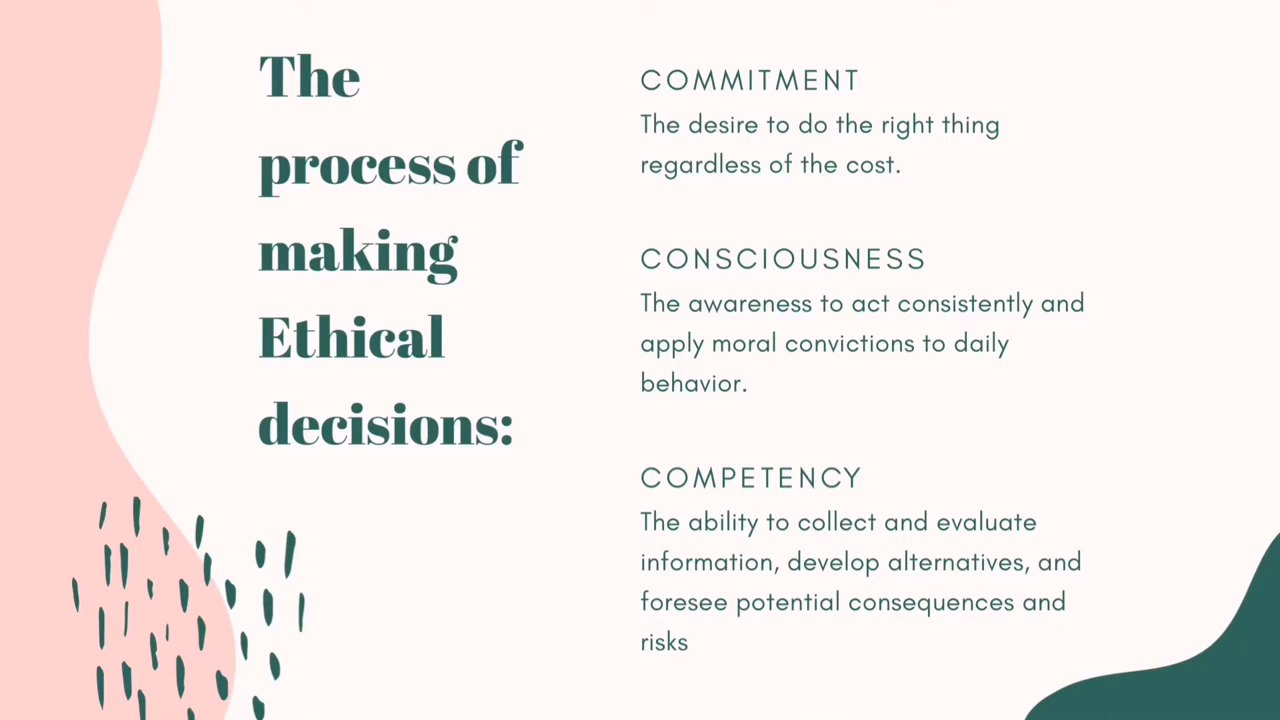 The
process of
making
Ethical
decisions:
COMMITMENT
The desire to do the right thing
regardless of the cost.
CONSCIOUSNESS
The awareness to act consistently and
apply moral convictions to daily
behavior.
COMPETENCY
The ability to collect and evaluate
information, develop alternatives, and
foresee potential consequences and
risks